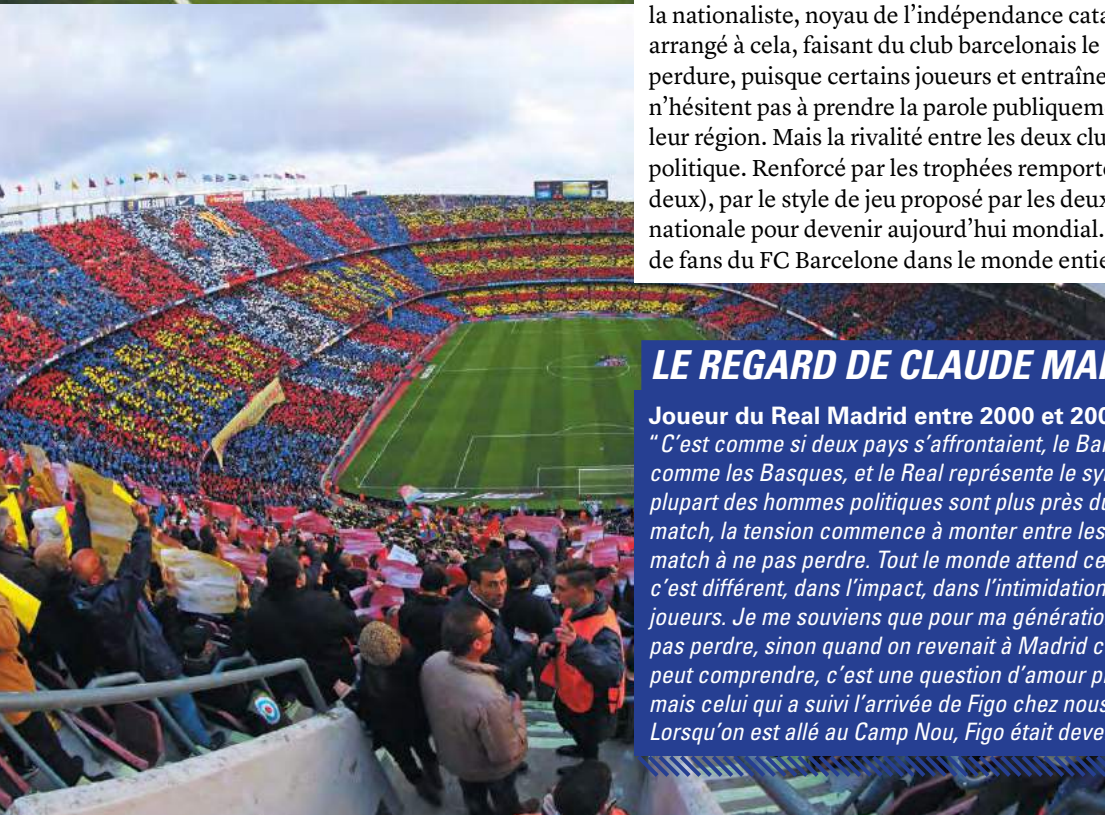 la nationaliste, noyau de l’indépendance cata
arrangé à cela, faisant du club barcelonais le
perdure, puisque certains joueurs et entraîne
n’hésitent pas à prendre la parole publiquem
leur région. Mais la rivalité entre les deux clu
politique. Renforcé par les trophées remporte
deux), par le style de jeu proposé par les deux
nationale pour devenir aujourd’hui mondial.
de fans du FC Barcelone dans le monde entie
LE REGARD DE CLAUDE MA
Joueur du Real Madrid entre 2000 et 200
“C’est comme si deux pays s’affrontaient, le Ba
comme les Basques, et le Real représente le sy
plupart des hommes politiques sont plus près du
match, la tension commence à monter entre les
match à ne pas perdre. Tout le monde attend ce
c’est différent, dans l’impact, dans l’intimidation
joueurs. Je me souviens que pour ma génératio
pas perdre, sinon quand on revenait à Madrid c
peut comprendre, c’est une question d’amour p
mais celui qui a suivi l’arrivée de Figo chez nous
Lorsqu’on est allé au Camp Nou, Figo était deve